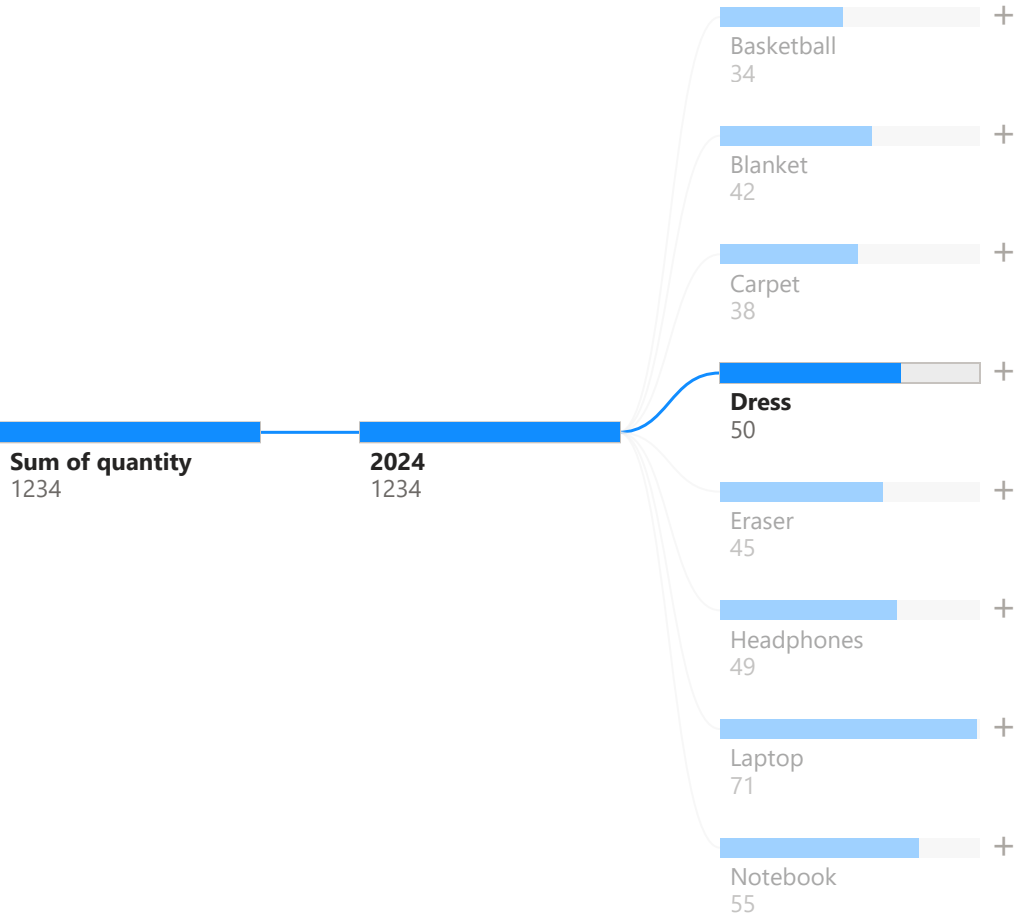 Sum of quantity
1234
2024
1234
Basketball
34
Blanket
42
Carpet
38
Dress
50
Eraser
45
Headphones
49
Laptop
71
Notebook
55